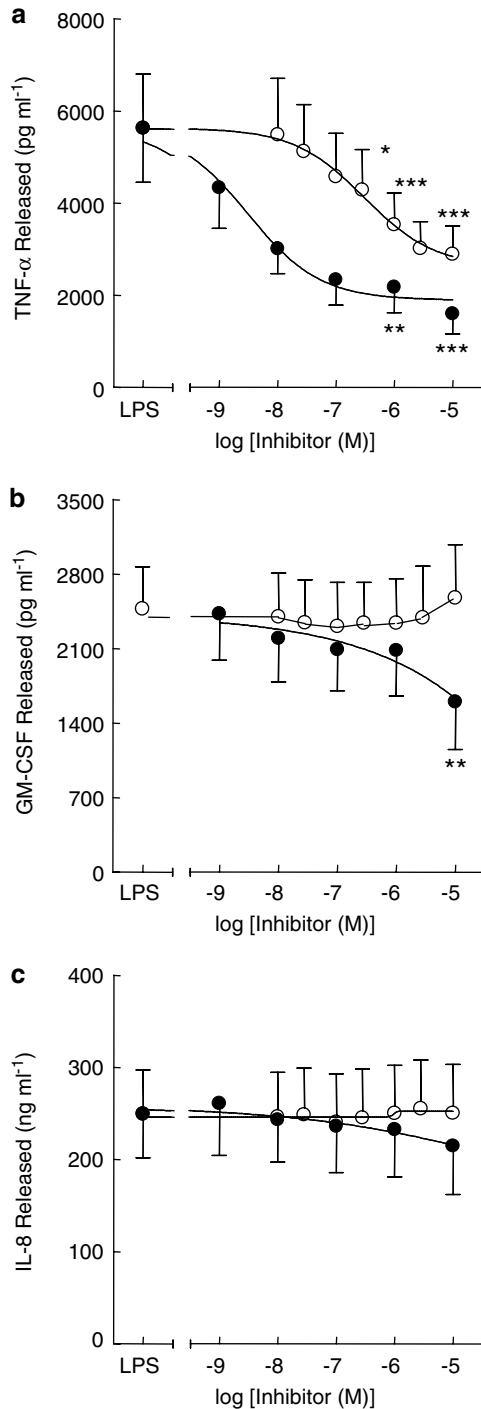 a
8000
6000
4000
2000
0
TNF-α Released (pg ml⁻¹)
*
***
***
**
***
LPS -9 -8 -7 -6 -5
log [Inhibitor (M)]
b
3500
2800
2100
1400
700
0
GM-CSF Released (pg ml⁻¹)
**
LPS -9 -8 -7 -6 -5
log [Inhibitor (M)]
c
400
300
200
100
0
IL-8 Released (ng ml⁻¹)
LPS -9 -8 -7 -6 -5
log [Inhibitor (M)]